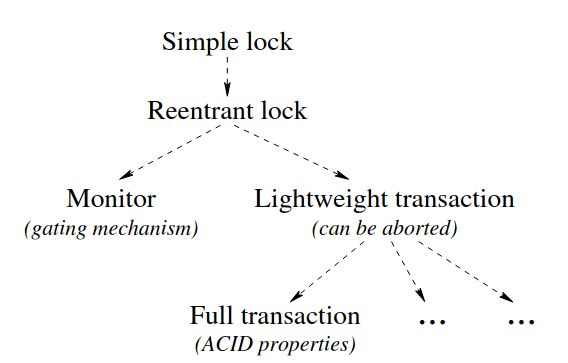 Simple lock
Reentrant lock
Monitor
(gating mechanism)
Lightweight transaction
(can be aborted)
Full transaction
(ACID properties)
...
...